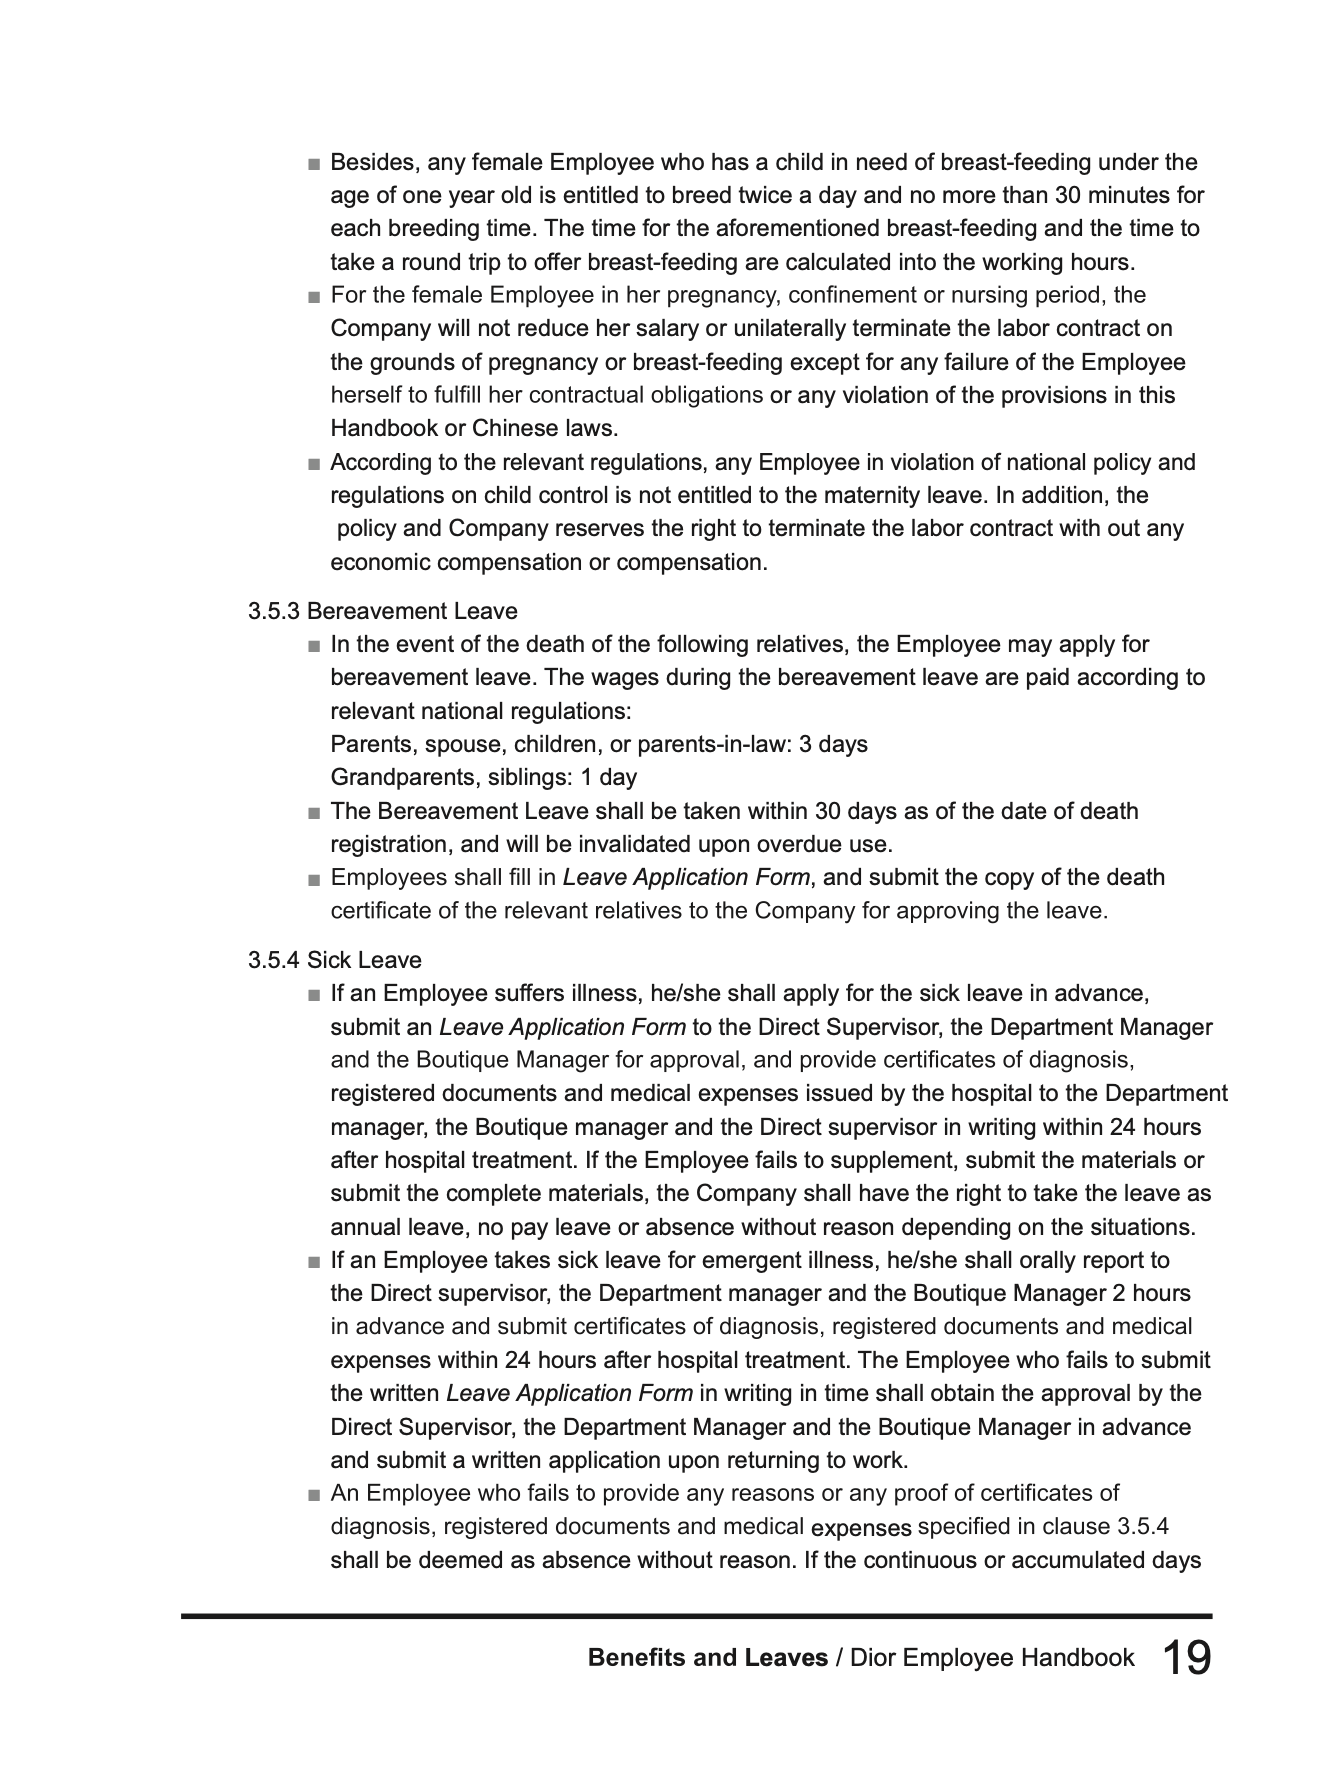 ■ Besides, any female Employee who has a child in need of breast-feeding under the
age of one year old is entitled to breed twice a day and no more than 30 minutes for
each breeding time. The time for the aforementioned breast-feeding and the time to
take a round trip to offer breast-feeding are calculated into the working hours.
■ For the female Employee in her pregnancy, confinement or nursing period, the
Company will not reduce her salary or unilaterally terminate the labor contract on
the grounds of pregnancy or breast-feeding except for any failure of the Employee
herself to fulfill her contractual obligations or any violation of the provisions in this
Handbook or Chinese laws.
■ According to the relevant regulations, any Employee in violation of national policy and
regulations on child control is not entitled to the maternity leave. In addition, the
policy and Company reserves the right to terminate the labor contract with out any
economic compensation or compensation.
3.5.3 Bereavement Leave
■ In the event of the death of the following relatives, the Employee may apply for
bereavement leave. The wages during the bereavement leave are paid according to
relevant national regulations:
Parents, spouse, children, or parents-in-law: 3 days
Grandparents, siblings: 1 day
■ The Bereavement Leave shall be taken within 30 days as of the date of death
registration, and will be invalidated upon overdue use.
■ Employees shall fill in Leave Application Form, and submit the copy of the death
certificate of the relevant relatives to the Company for approving the leave.
3.5.4 Sick Leave
■ If an Employee suffers illness, he/she shall apply for the sick leave in advance,
submit an Leave Application Form to the Direct Supervisor, the Department Manager
and the Boutique Manager for approval, and provide certificates of diagnosis,
registered documents and medical expenses issued by the hospital to the Department
manager, the Boutique manager and the Direct supervisor in writing within 24 hours
after hospital treatment. If the Employee fails to supplement, submit the materials or
submit the complete materials, the Company shall have the right to take the leave as
annual leave, no pay leave or absence without reason depending on the situations.
■ If an Employee takes sick leave for emergent illness, he/she shall orally report to
the Direct supervisor, the Department manager and the Boutique Manager 2 hours
in advance and submit certificates of diagnosis, registered documents and medical
expenses within 24 hours after hospital treatment. The Employee who fails to submit
the written Leave Application Form in writing in time shall obtain the approval by the
Direct Supervisor, the Department Manager and the Boutique Manager in advance
and submit a written application upon returning to work.
■ An Employee who fails to provide any reasons or any proof of certificates of
diagnosis, registered documents and medical expenses specified in clause 3.5.4
shall be deemed as absence without reason. If the continuous or accumulated days
Benefits and Leaves / Dior Employee Handbook 19